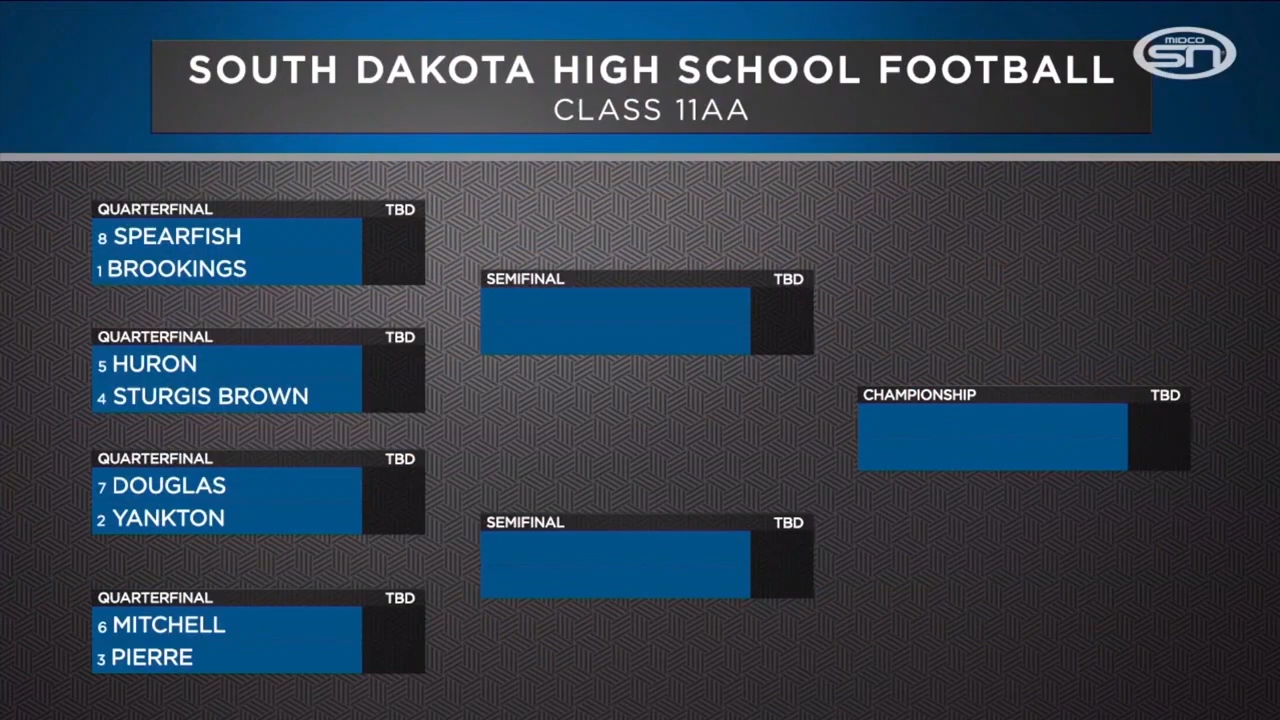 SOUTH DAKOTA HIGH SCHOOL FOOTBALL
CLASS 11AA
MIDCO
SN
QUARTERFINAL TBD
8 SPEARFISH
1 BROOKINGS
QUARTERFINAL TBD
5 HURON
4 STURGIS BROWN
QUARTERFINAL TBD
7 DOUGLAS
2 YANKTON
QUARTERFINAL TBD
6 MITCHELL
3 PIERRE
SEMIFINAL TBD
SEMIFINAL TBD
CHAMPIONSHIP TBD